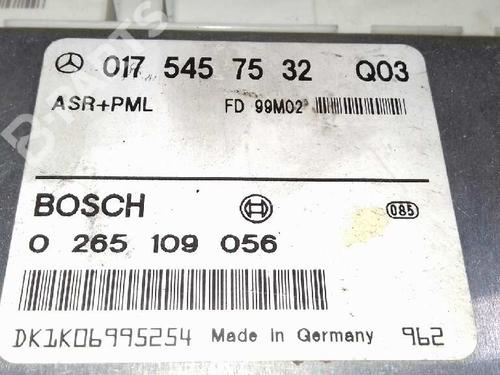 017 545 75 32 Q03
ASR+PML FD 99M02
BOSCH 085
0 265 109 056
DK1K06995254 Made in Germany 962